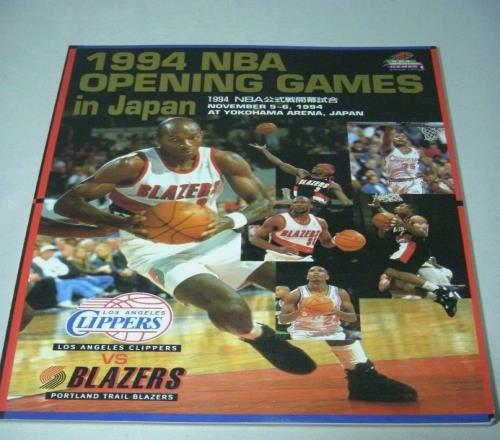 1994 NBA
OPENING GAMES
in Japan
1994 NBA公式戦開幕試合
NOVEMBER 5-6, 1994
AT YOKOHAMA ARENA, JAPAN
BLAZERS
BLAZERS
BLAZERS
35
LOS ANGELES
CLIPPERS
LOS ANGELES CLIPPERS
VS
BLAZERS
PORTLAND TRAIL BLAZERS